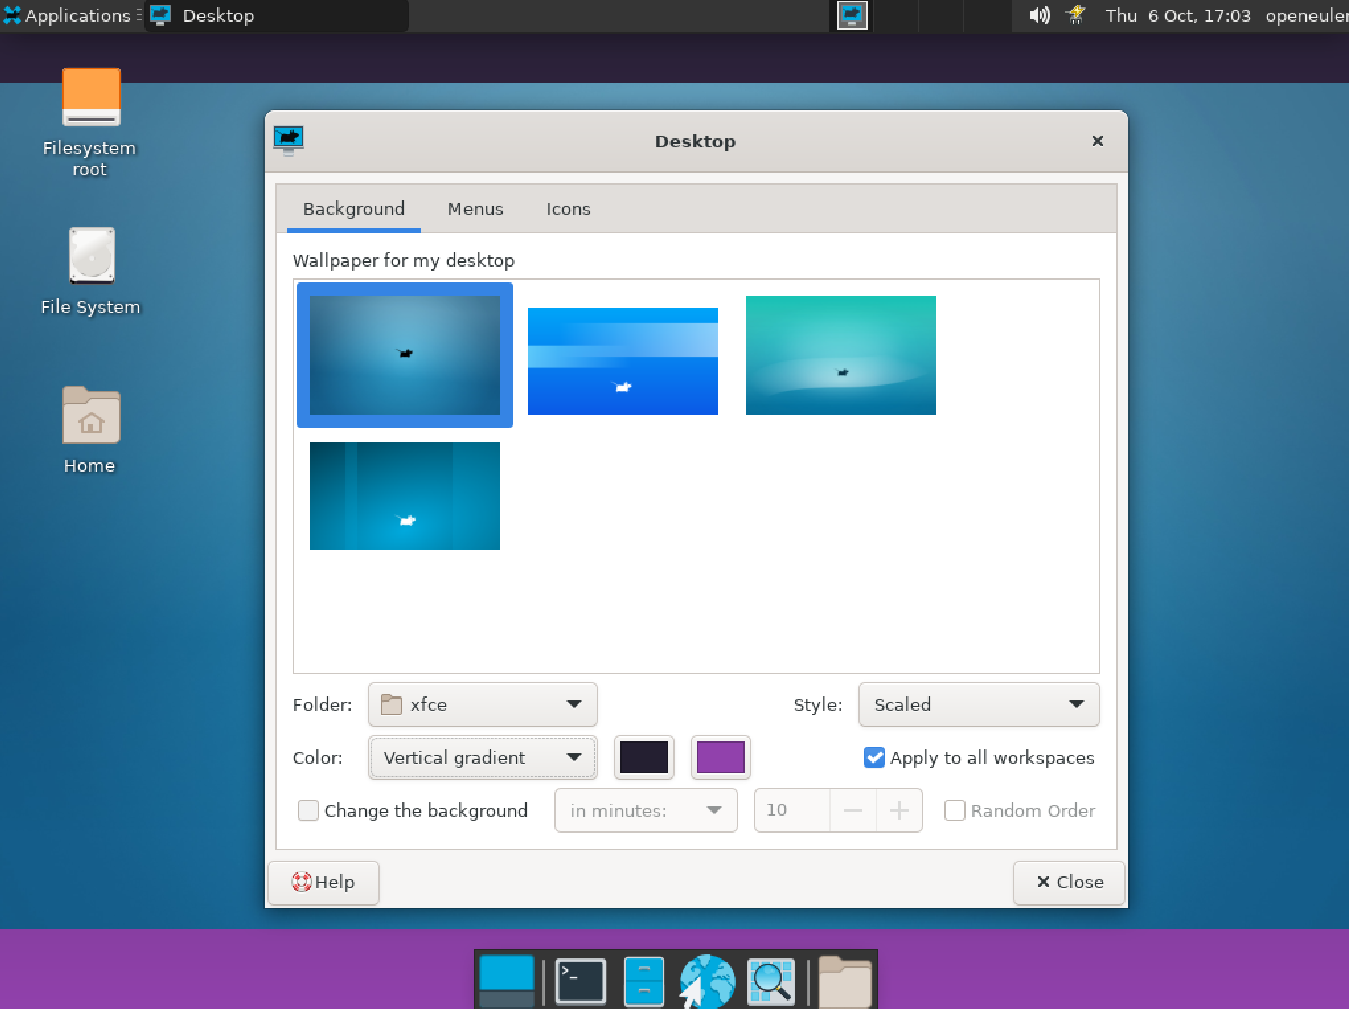 Applications
Desktop
Thu 6 Oct, 17:03
openeuler
Filesystem
root
File System
Home
Desktop
Background
Menus
Icons
Wallpaper for my desktop
Folder:
xfce
Style:
Scaled
Color:
Vertical gradient
Apply to all workspaces
Change the background
in minutes:
10
Random Order
Help
Close
>_